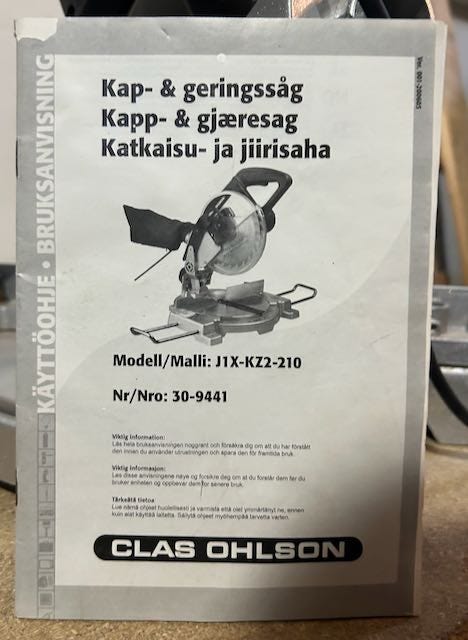 Kap- & geringssåg
Kapp- & gjæresag
Katkaisu- ja jiirisaha
KÄYTTÖOHJE • BRUKSANVISNING
Ver. 001-200605
Modell/Malli: J1X-KZ2-210
Nr/Nro: 30-9441
Viktig information:
Läs hela bruksanvisningen noggrant och försäkra dig om att du har förstått
den innan du använder utrustningen och spara den för framtida bruk.
Viktig informasjon:
Les disse anvisningene nøye og forsikre deg om at du forstår dem før du
bruker enheten og oppbevar dem for senere bruk.
Tärkeätä tietoa
Lue nämä ohjeet huolellisesti ja varmista että olet ymmärtänyt ne, ennen
kuin alat käyttää laitetta. Säilytä ohjeet myöhempää tarvetta varten.
CLAS OHLSON